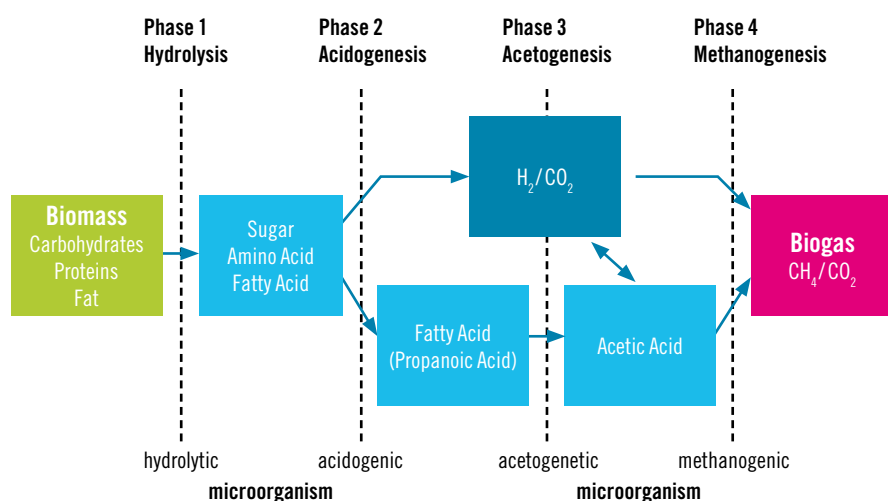 Phase 1
Hydrolysis
Phase 2
Acidogenesis
Phase 3
Acetogenesis
Phase 4
Methanogenesis
Biomass
Carbohydrates
Proteins
Fat
Sugar
Amino Acid
Fatty Acid
H₂/CO₂
Fatty Acid
(Propanoic Acid)
Acetic Acid
Biogas
CH₄/CO₂
hydrolytic
acidogenic
acetogenetic
methanogenic
microorganism
microorganism